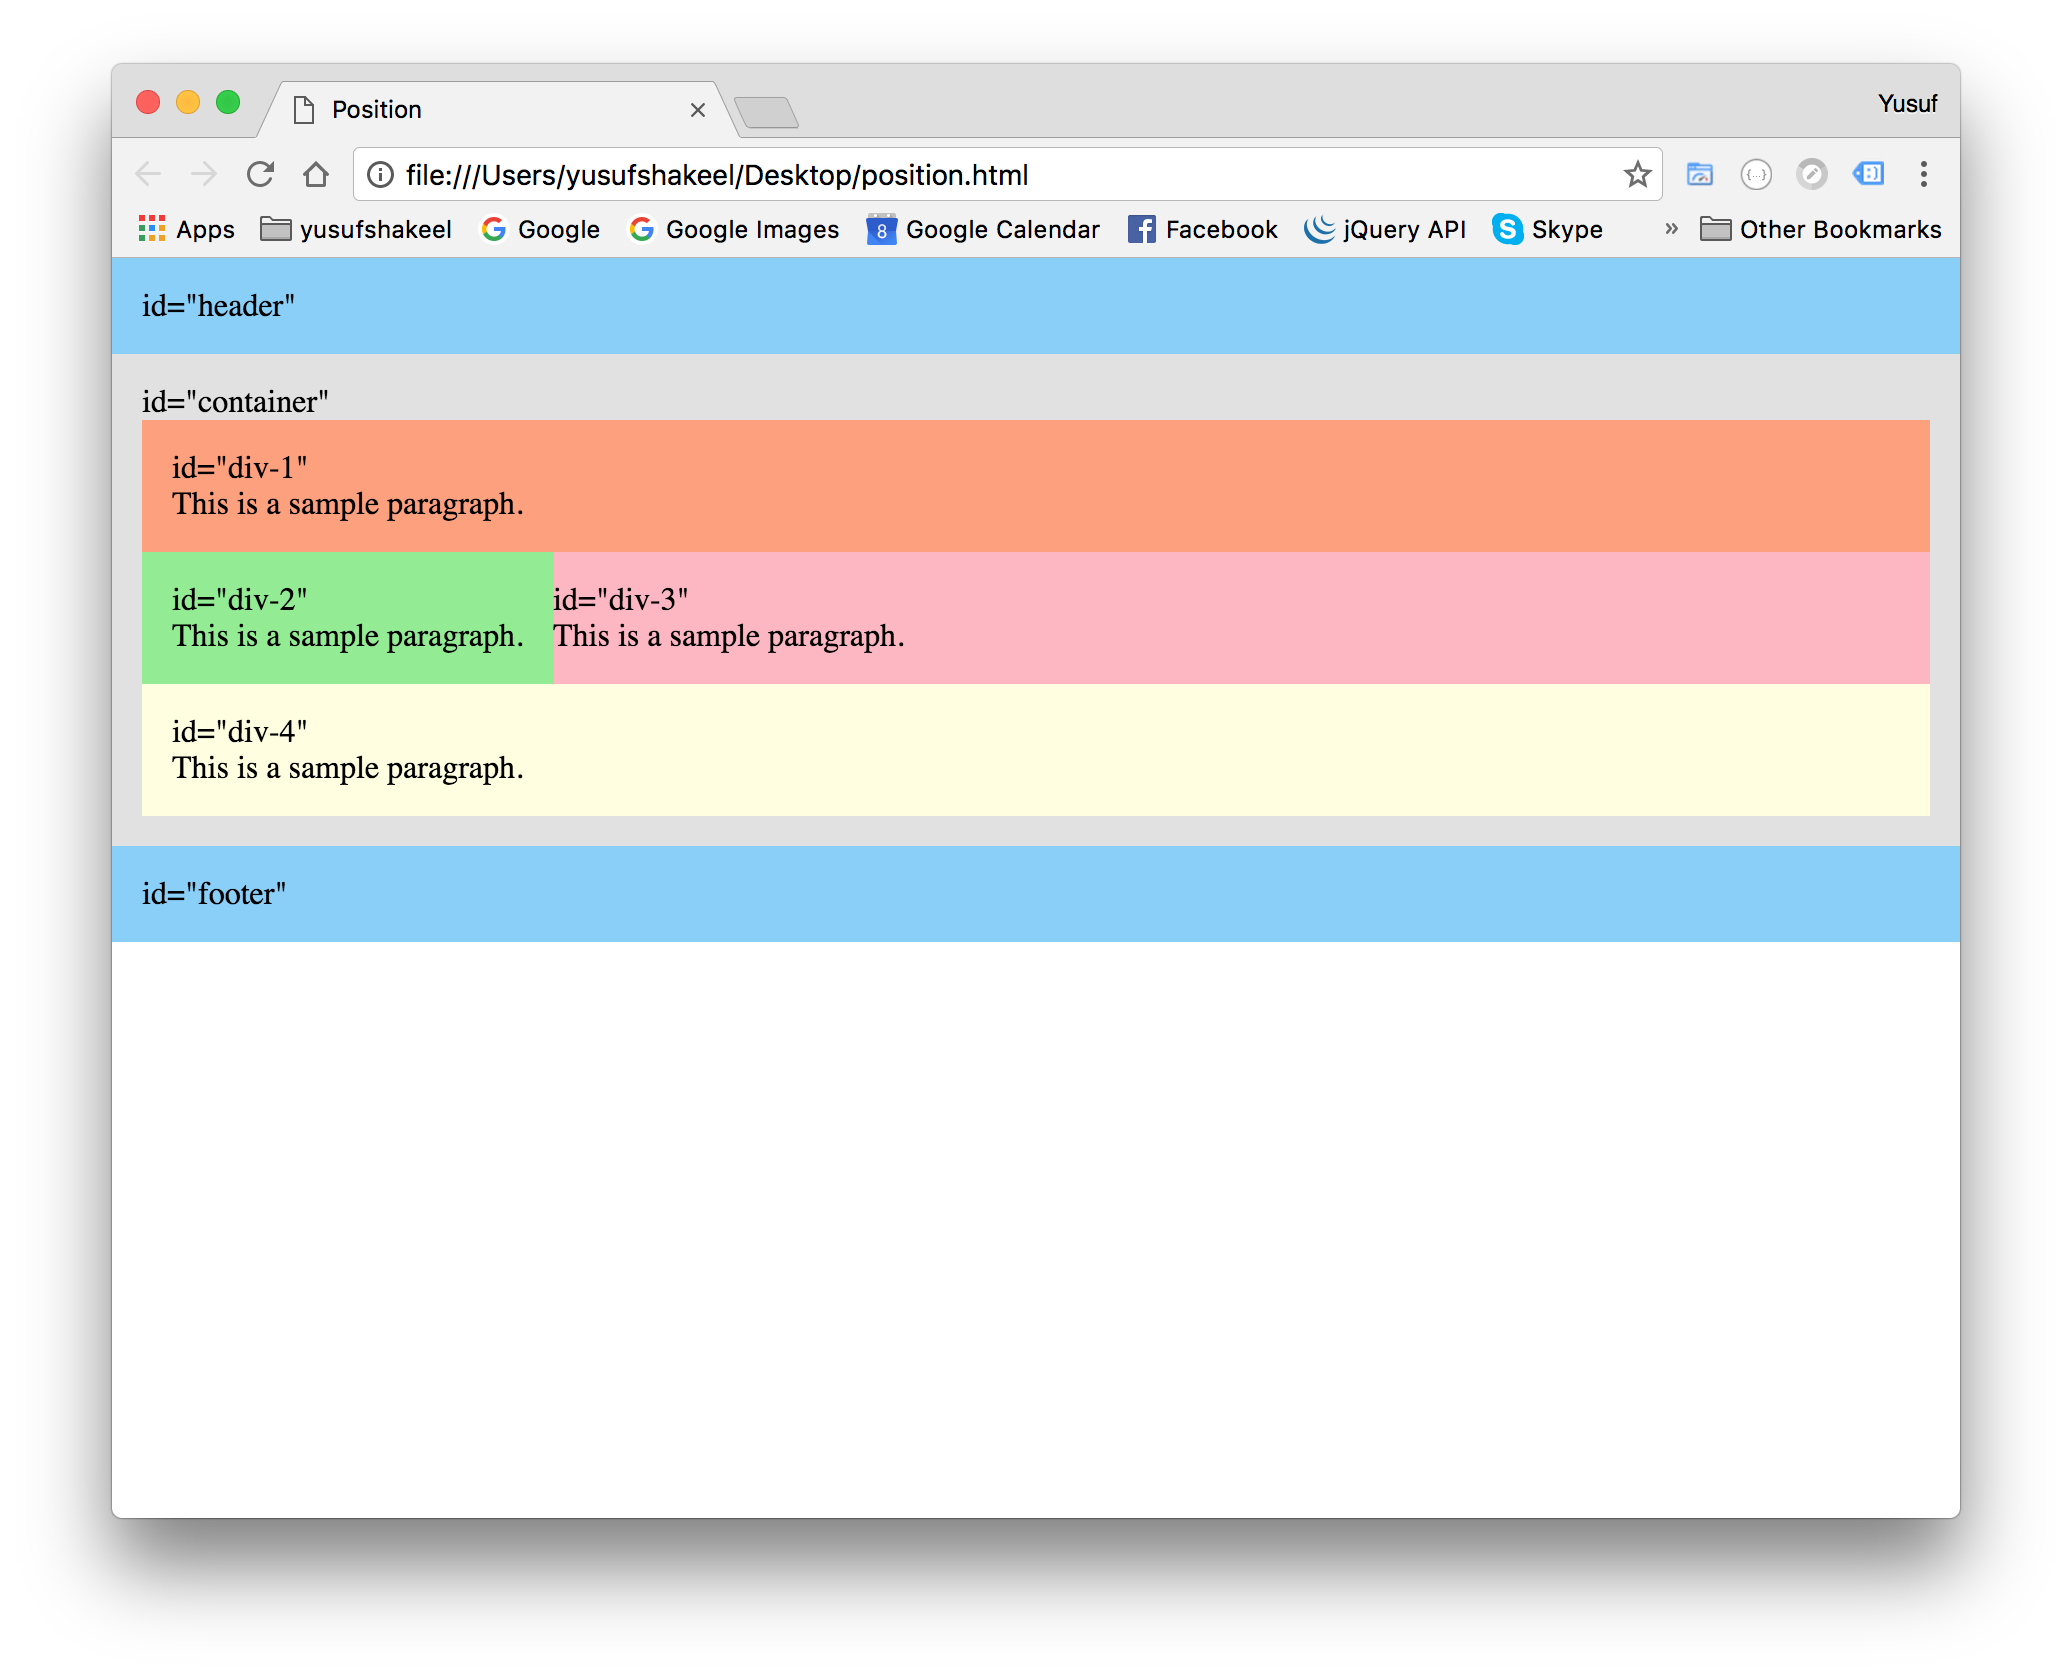 Position
Yusuf
file:///Users/yusufshakeel/Desktop/position.html
Apps yusufshakeel Google Google Images 8 Google Calendar Facebook jQuery API Skype » Other Bookmarks
id="header"
id="container"
id="div-1"
This is a sample paragraph.
id="div-2"
This is a sample paragraph.
id="div-3"
This is a sample paragraph.
id="div-4"
This is a sample paragraph.
id="footer"